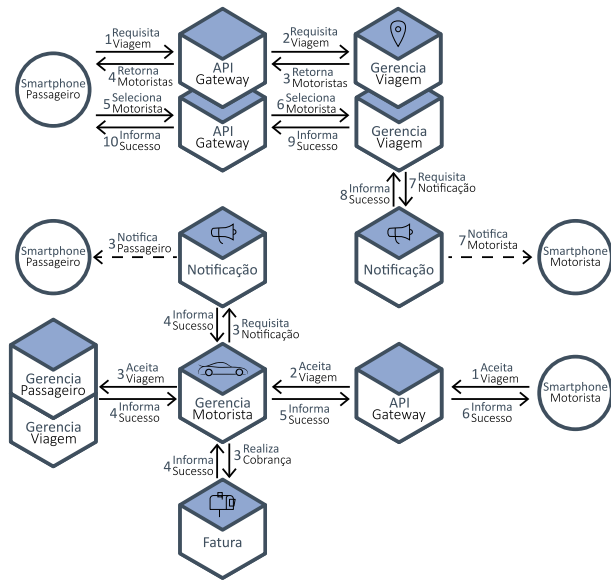 1 Requisita
Viagem
2 Requisita
Viagem
4 Retorna
Motoristas
3 Retorna
Motoristas
Smartphone
Passageiro
API
Gateway
Gerencia
Viagem
5 Seleciona
Motorista
6 Seleciona
Motorista
10 Informa
Sucesso
9 Informa
Sucesso
API
Gateway
Gerencia
Viagem
8 Informa
Sucesso
7 Requisita
Notificação
Smartphone
Passageiro
3 Notifica
Passageiro
Notificação
Notificação
7 Notifica
Motorista
Smartphone
Motorista
4 Informa
Sucesso
3 Requisita
Notificação
Gerencia
Passageiro
Gerencia
Viagem
3 Aceita
Viagem
4 Informa
Sucesso
Gerencia
Motorista
2 Aceita
Viagem
5 Informa
Sucesso
API
Gateway
1 Aceita
Viagem
6 Informa
Sucesso
Smartphone
Motorista
4 Informa
Sucesso
3 Realiza
Cobrança
Fatura